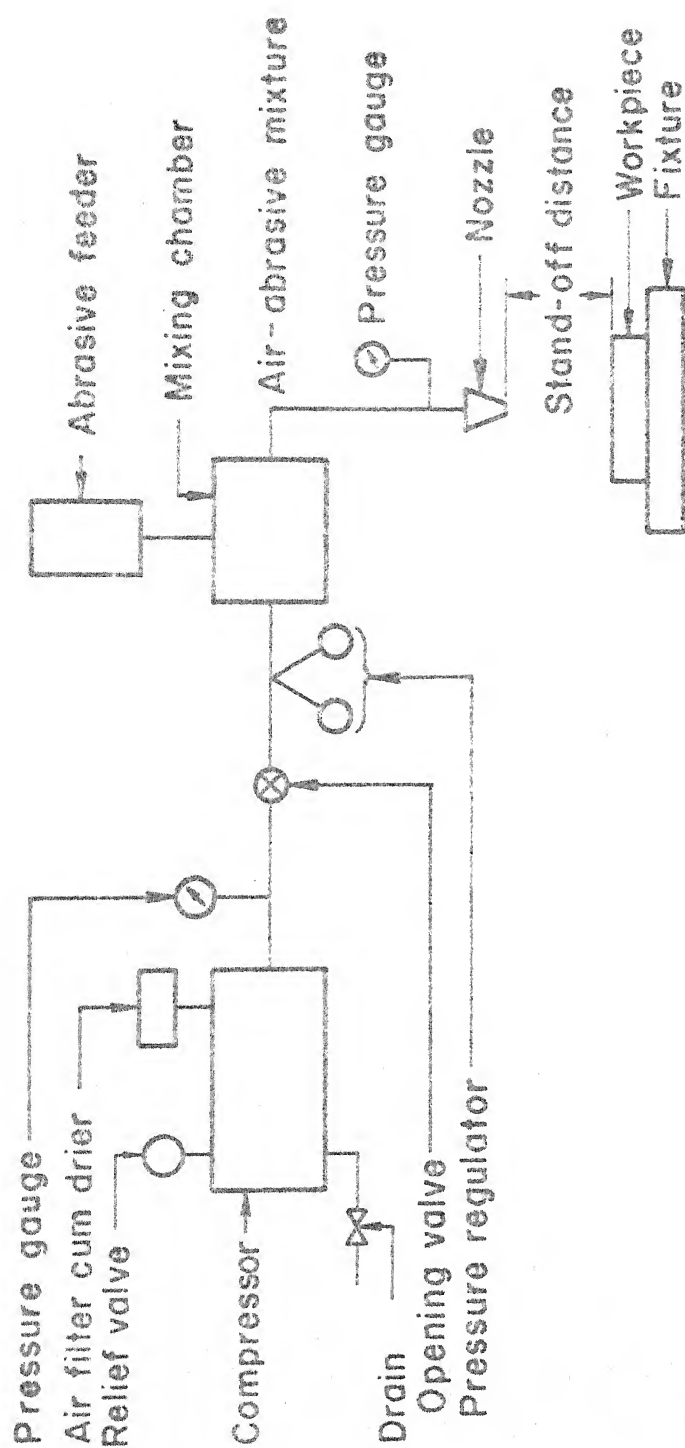 Pressure gauge
Air filter cum drier
Relief valve
Compressor
Drain
Opening valve
Pressure regulator
Abrasive feeder
Mixing chamber
Air-abrasive mixture
Pressure gauge
Nozzle
Stand-off distance
Workpiece
Fixture